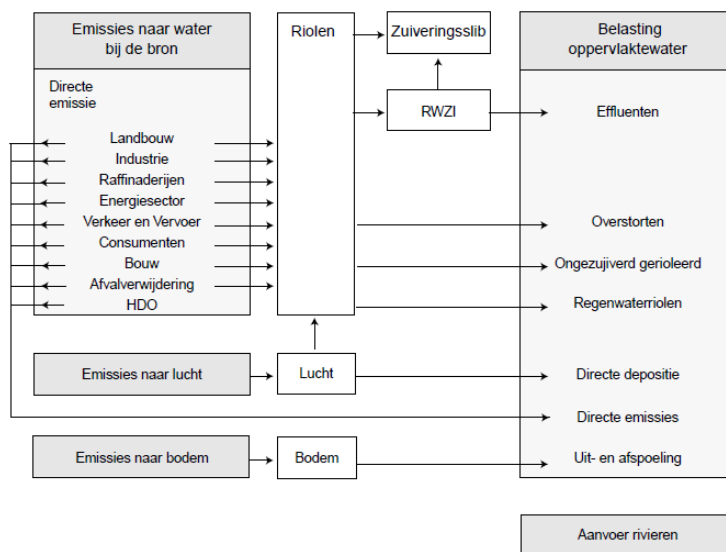 Emissies naar water
bij de bron
Directe
emissie
Landbouw
Industrie
Raffinaderijen
Energiesector
Verkeer en Vervoer
Consumenten
Bouw
Afvalverwijdering
HDO
Emissies naar lucht
Emissies naar bodem
Riolen
Lucht
Bodem
Zuiveringsslib
RWZI
Belasting
oppervlaktewater
Effluenten
Overstorten
Ongezuijverd gerioleerd
Regenwaterriolen
Directe depositie
Directe emissies
Uit- en afspoeling
Aanvoer rivieren